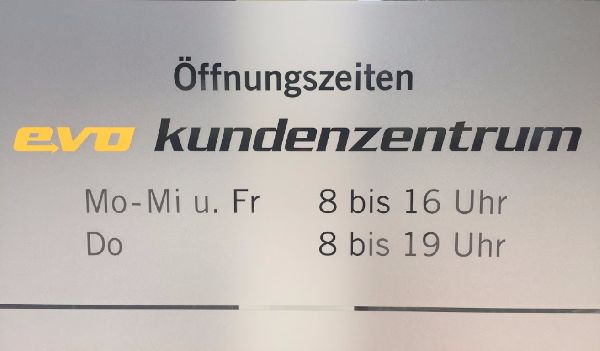 Öffnungszeiten
evo kundenzentrum
Mo-Mi u. Fr 8 bis 16 Uhr
Do 8 bis 19 Uhr